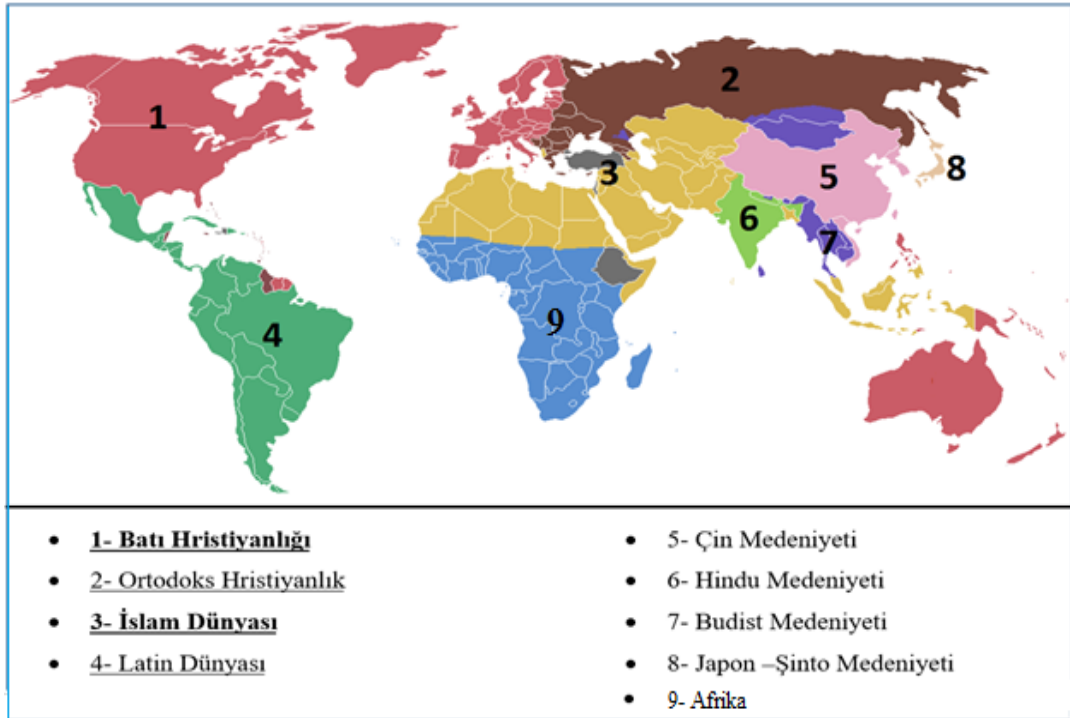 1
2
3
8
5
6
7
9
4
• 1- Batı Hristiyanlığı
• 2- Ortodoks Hristiyanlık
• 3- İslam Dünyası
• 4- Latin Dünyası
• 5- Çin Medeniyeti
• 6- Hindu Medeniyeti
• 7- Budist Medeniyeti
• 8- Japon –Şinto Medeniyeti
• 9- Afrika